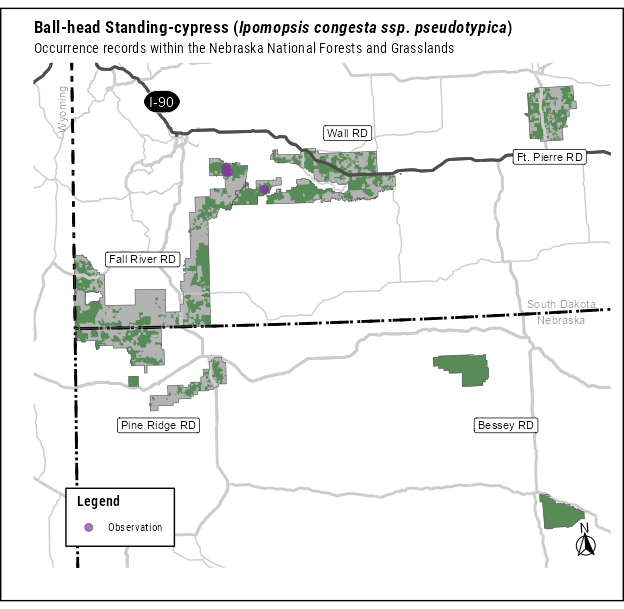 Ball-head Standing-cypress (Ipomopsis congesta ssp. pseudotypica)
Occurrence records within the Nebraska National Forests and Grasslands
Wyoming
I-90
Wall RD
Ft. Pierre RD
Fall River RD
South Dakota
Nebraska
Pine Ridge RD
Bessey RD
Legend
Observation
N